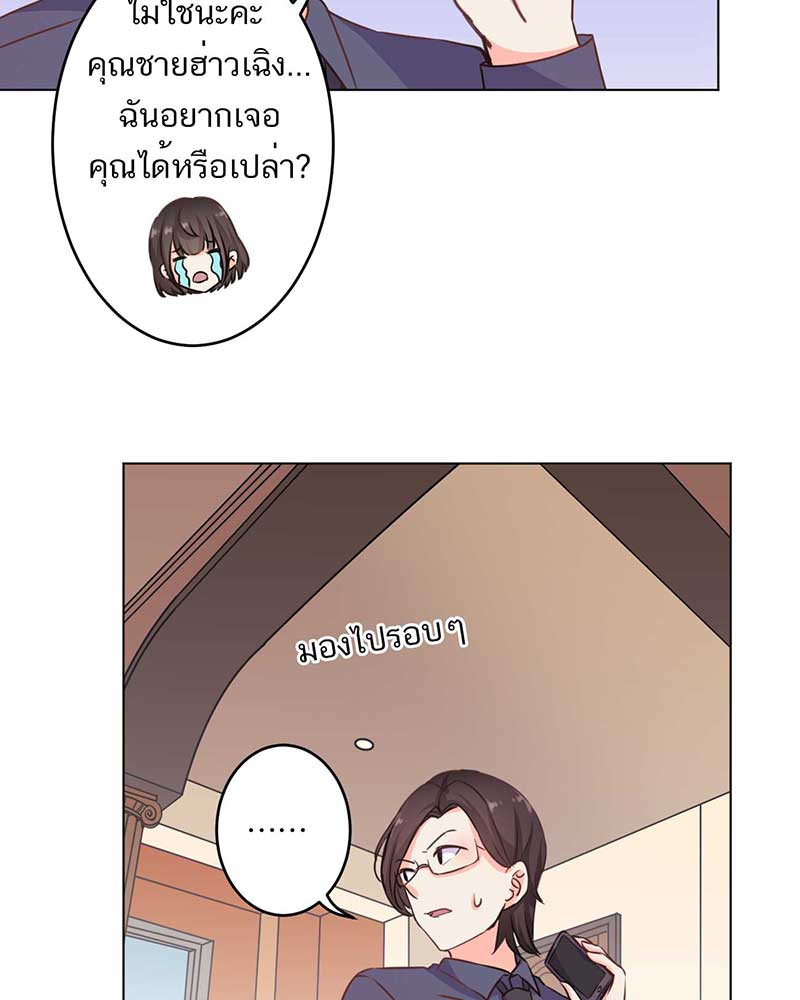 ไม่ใช่นะคะ
คุณชายฮ่าวเฉิง...
ฉันอยากเจอ
คุณได้หรือเปล่า?
มองไปรอบๆ
......